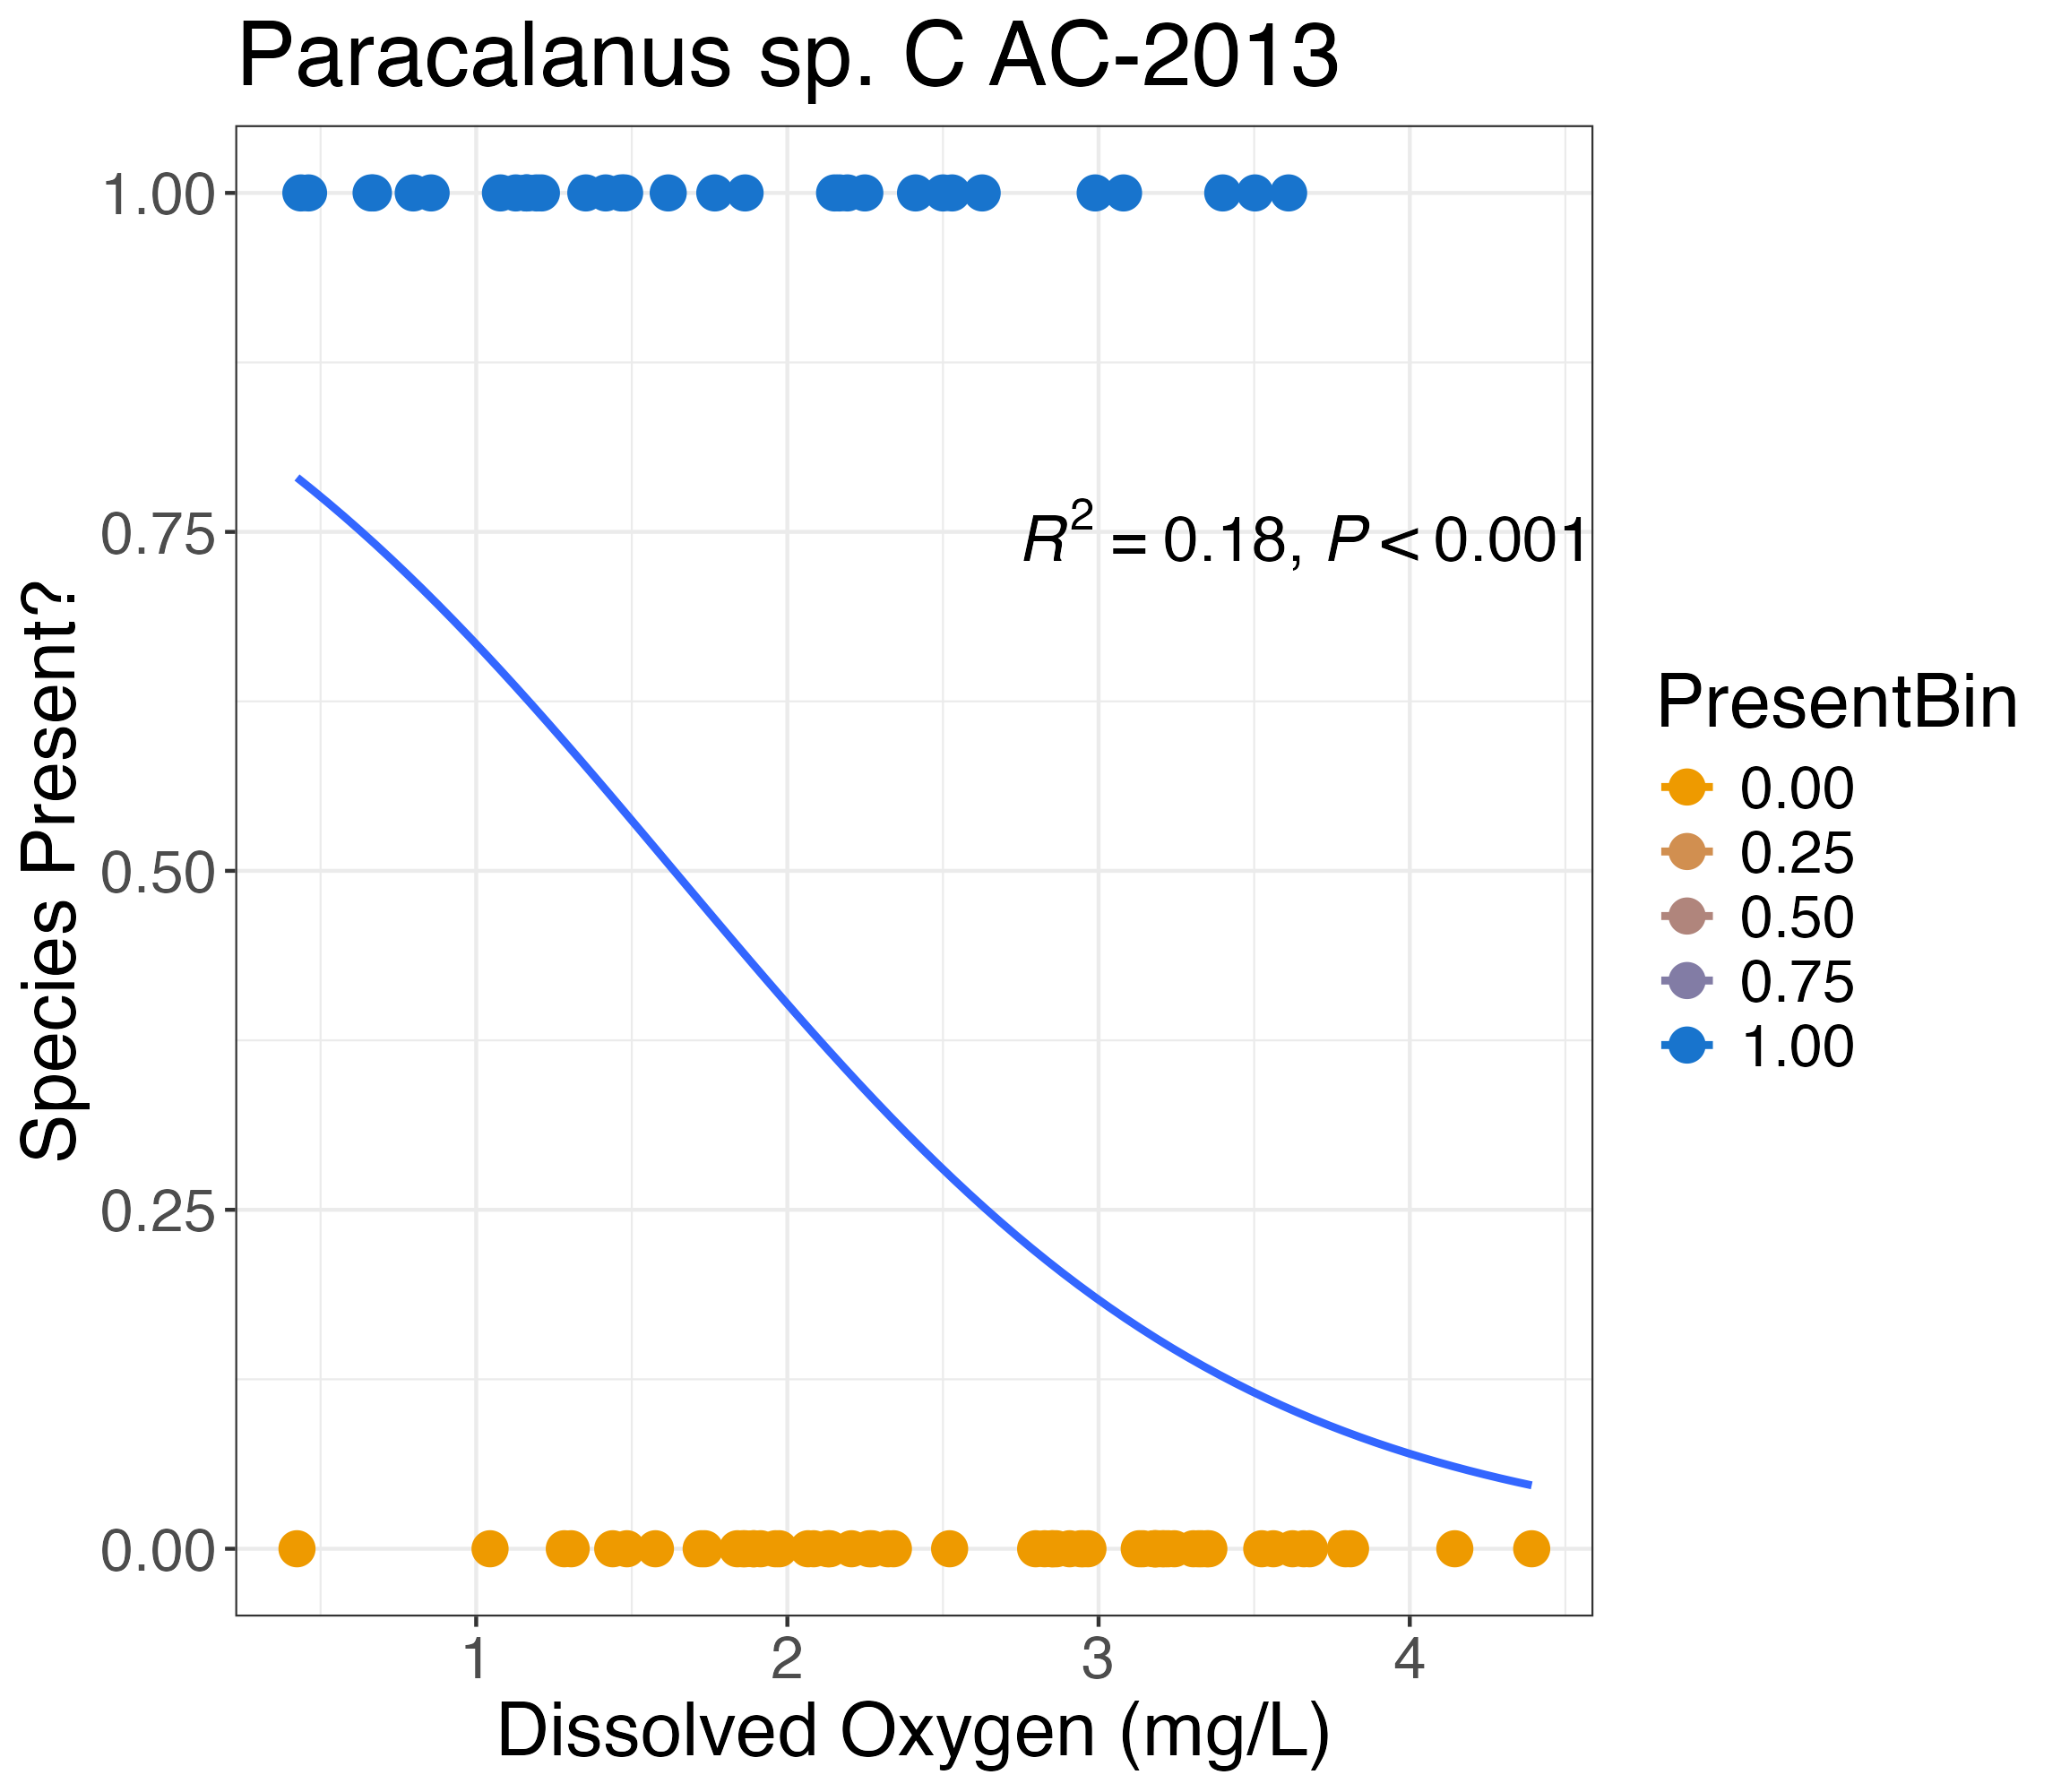 Paracalanus sp. C AC-2013
1.00
0.75
0.50
0.25
0.00
Species Present?
R² = 0.18, P < 0.001
1 2 3 4
Dissolved Oxygen (mg/L)
PresentBin
0.00
0.25
0.50
0.75
1.00